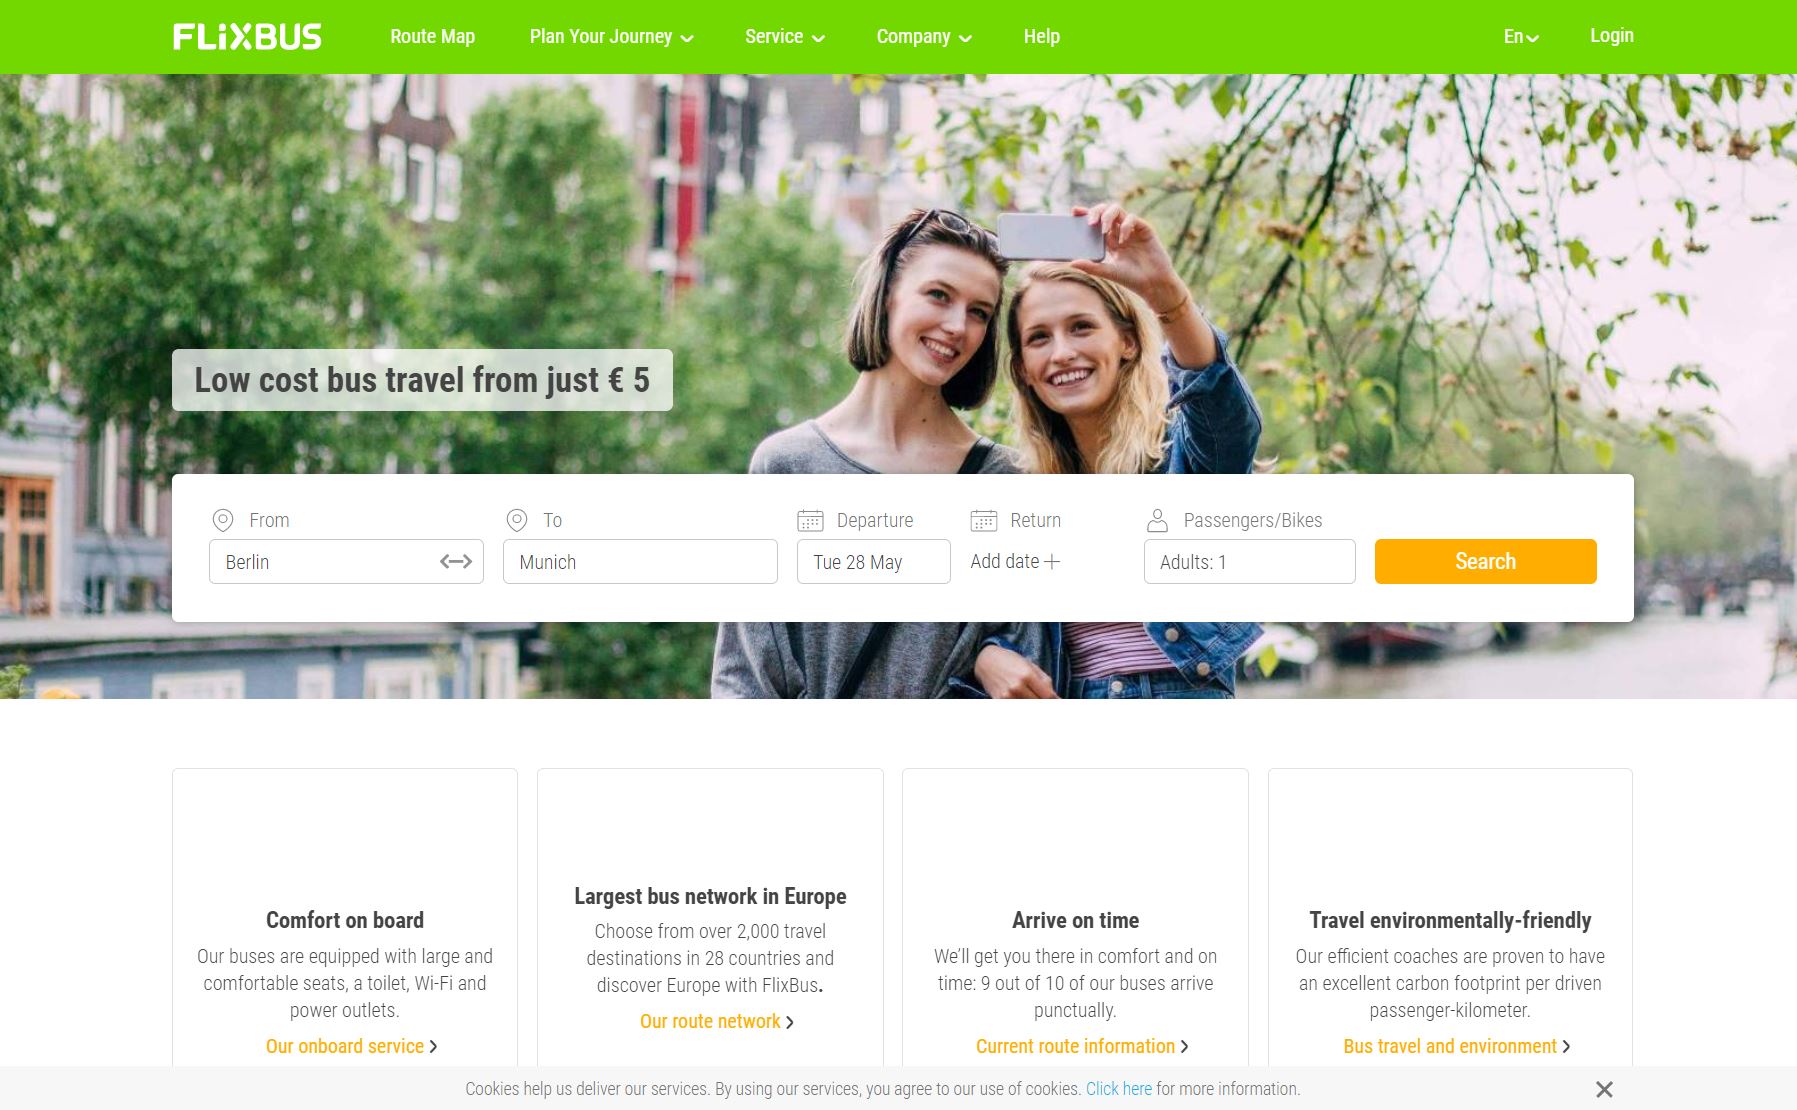 FLiXBUS
Route Map
Plan Your Journey
Service
Company
Help
En
Login
Low cost bus travel from just € 5
From
To
Departure
Return
Passengers/Bikes
Berlin
Munich
Tue 28 May
Add date
Adults: 1
Search
Comfort on board
Our buses are equipped with large and
comfortable seats, a toilet, Wi-Fi and
power outlets.
Our onboard service
Largest bus network in Europe
Choose from over 2,000 travel
destinations in 28 countries and
discover Europe with FlixBus.
Our route network
Arrive on time
We'll get you there in comfort and on
time: 9 out of 10 of our buses arrive
punctually.
Current route information
Travel environmentally-friendly
Our efficient coaches are proven to have
an excellent carbon footprint per driven
passenger-kilometer.
Bus travel and environment
Cookies help us deliver our services. By using our services, you agree to our use of cookies. Click here for more information.